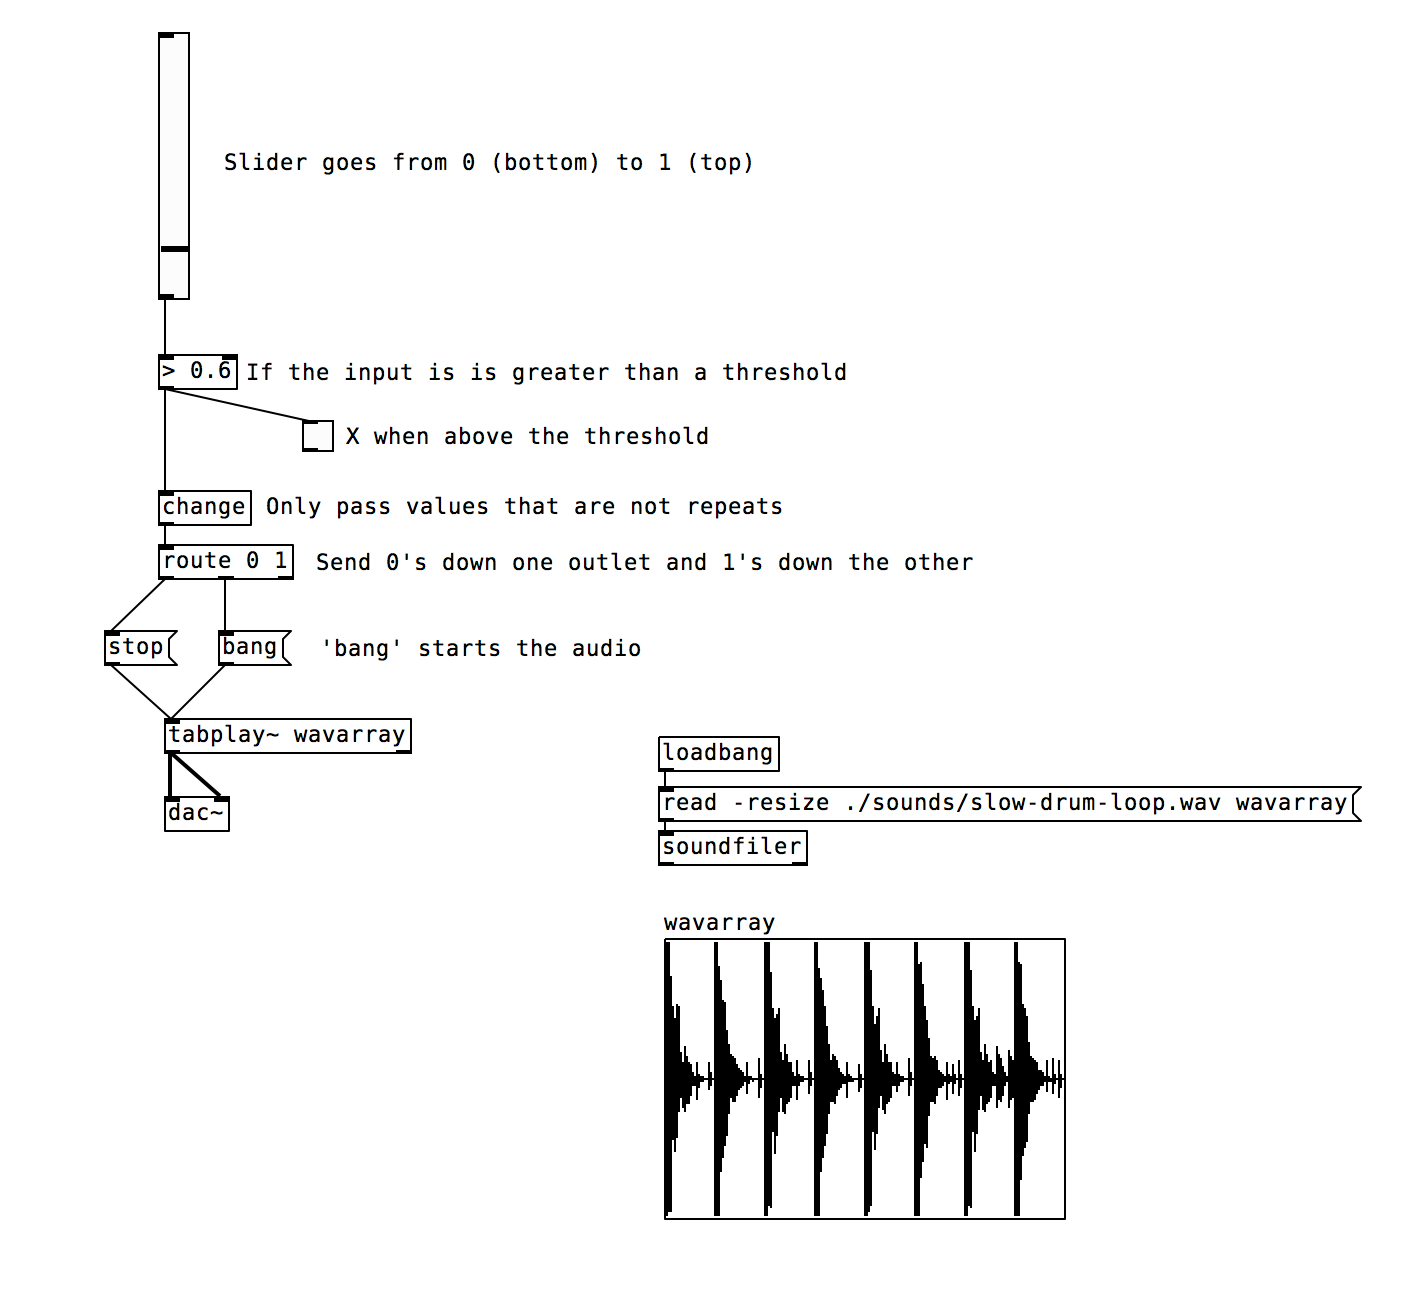 Slider goes from 0 (bottom) to 1 (top)
> 0.6 If the input is is greater than a threshold
X when above the threshold
change Only pass values that are not repeats
route 0 1 Send 0's down one outlet and 1's down the other
stop bang 'bang' starts the audio
tabplay~ wavarray
dac~
loadbang
read -resize ./sounds/slow-drum-loop.wav wavarray
soundfiler
wavarray